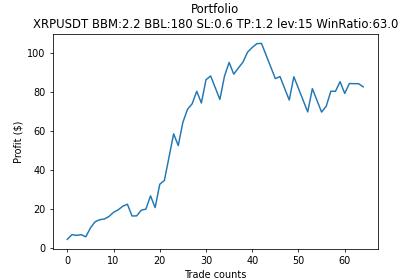 Portfolio
XRPUSDT BBM:2.2 BBL:180 SL:0.6 TP:1.2 lev:15 WinRatio:63.0
Profit ($)
100
80
60
40
20
0
0 10 20 30 40 50 60
Trade counts